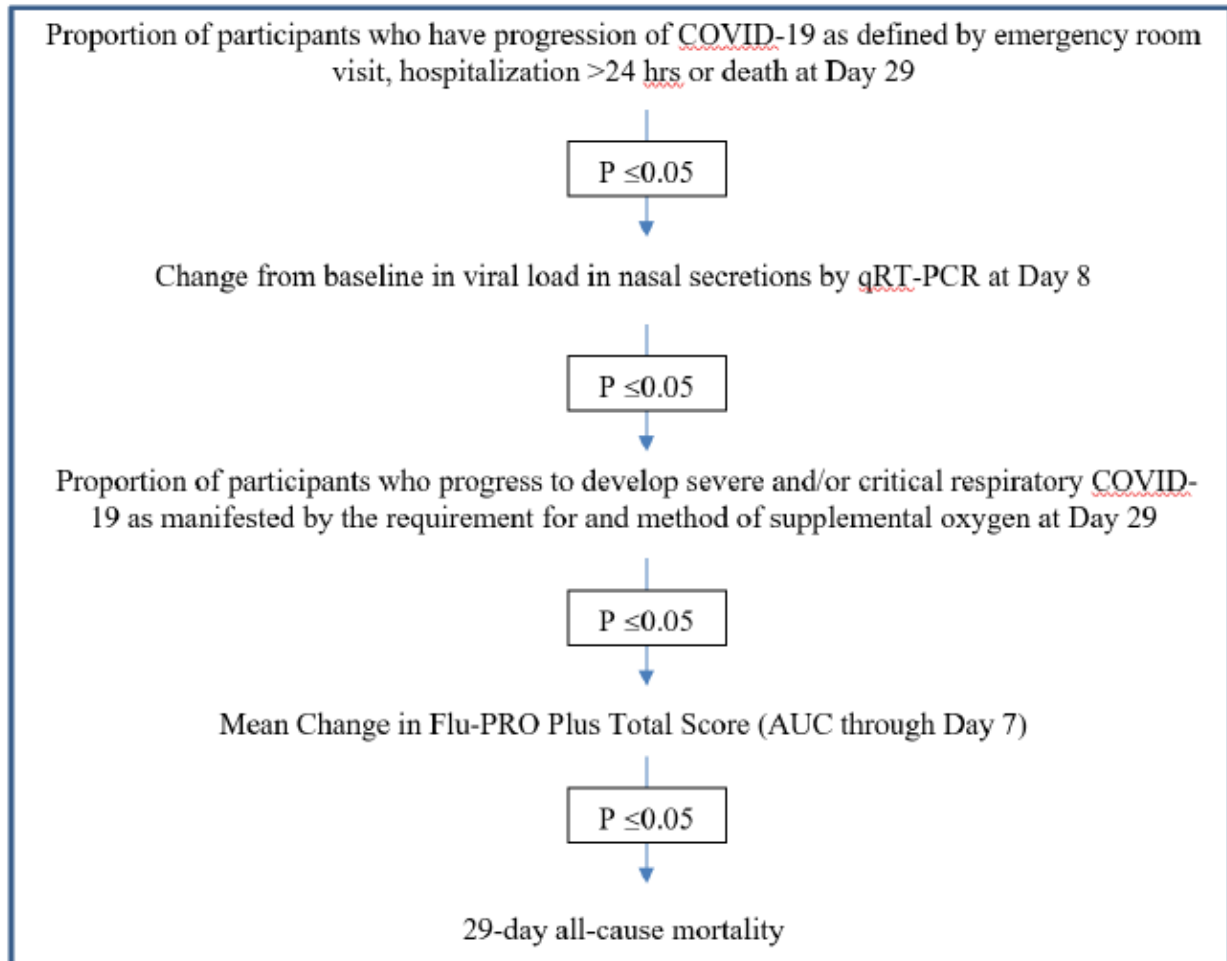 Proportion of participants who have progression of COVID-19 as defined by emergency room
visit, hospitalization >24 hrs or death at Day 29
P ≤0.05
Change from baseline in viral load in nasal secretions by qRT-PCR at Day 8
P ≤0.05
Proportion of participants who progress to develop severe and/or critical respiratory COVID-
19 as manifested by the requirement for and method of supplemental oxygen at Day 29
P ≤0.05
Mean Change in Flu-PRO Plus Total Score (AUC through Day 7)
P ≤0.05
29-day all-cause mortality